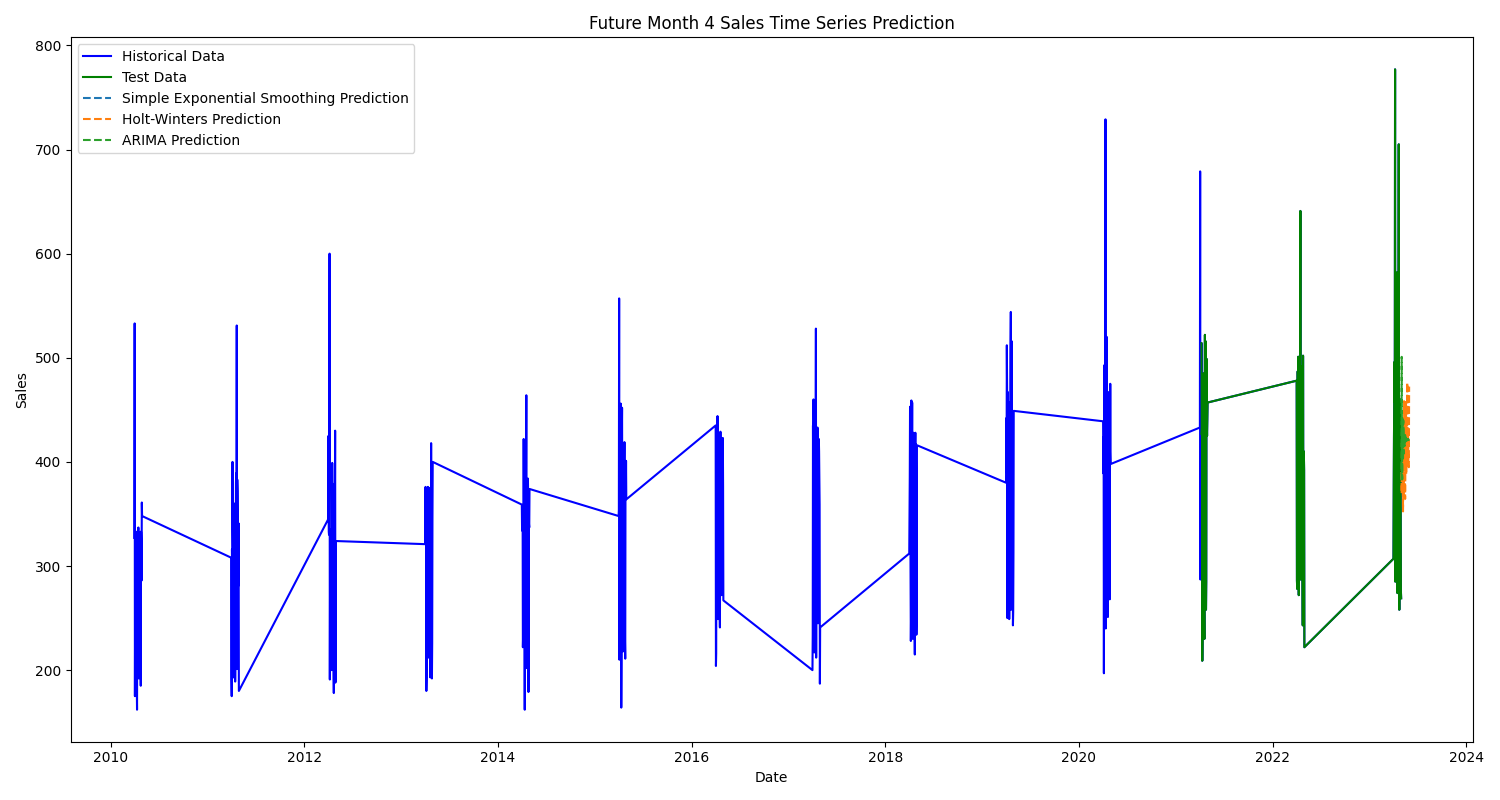 Future Month 4 Sales Time Series Prediction
Historical Data
Test Data
Simple Exponential Smoothing Prediction
Holt-Winters Prediction
ARIMA Prediction
800
700
600
500
400
300
200
Sales
2010
2012
2014
2016
2018
2020
2022
2024
Date